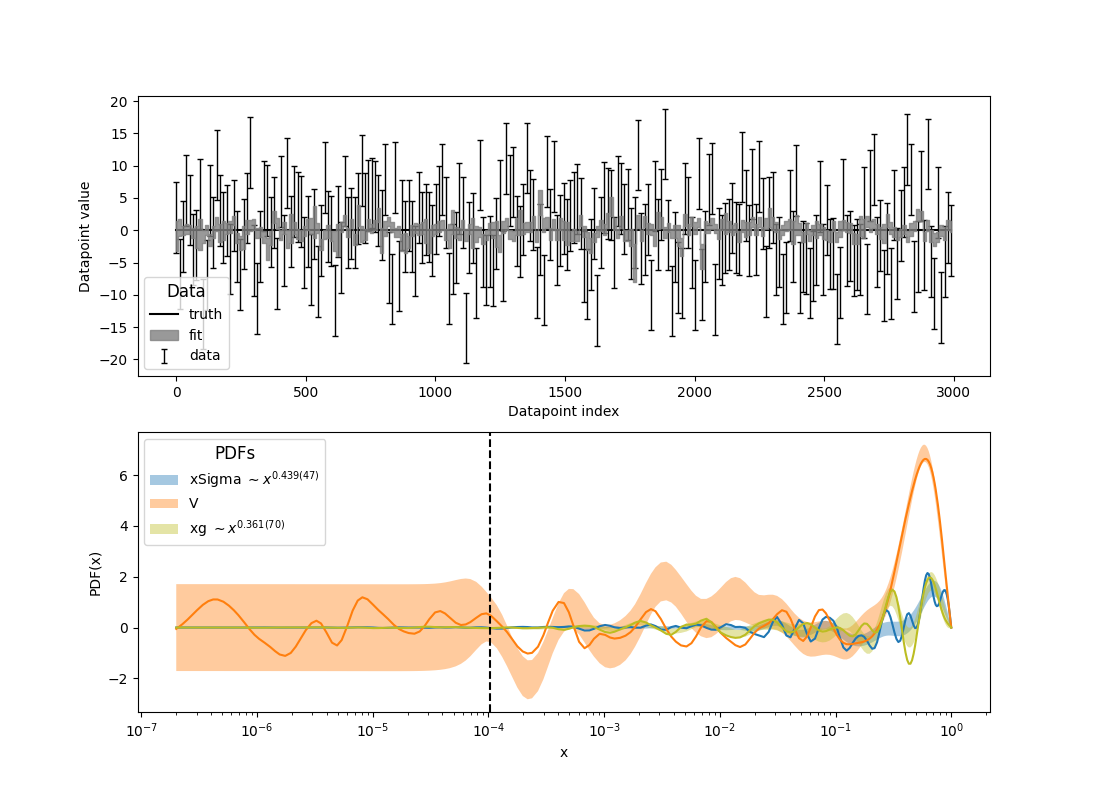 20
15
10
5
0
−5
−10
−15
−20
Datapoint value
Data
truth
fit
data
0 500 1000 1500 2000 2500 3000
Datapoint index
6
4
2
0
−2
PDF(x)
PDFs
xSigma ∼ x^0.439(47)
V
xg ∼ x^0.361(70)
10^−7 10^−6 10^−5 10^−4 10^−3 10^−2 10^−1 10^0
x